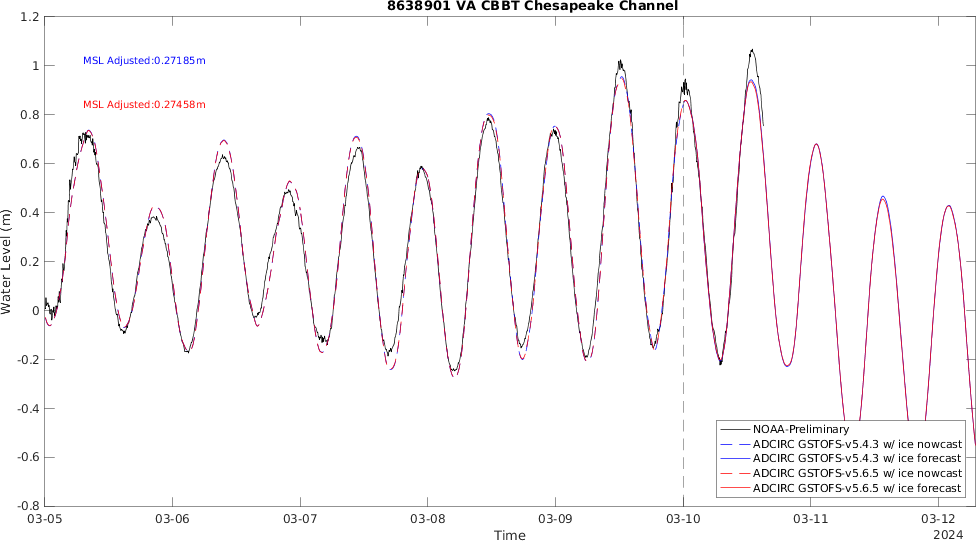 8638901 VA CBBT Chesapeake Channel
MSL Adjusted:0.27185m
MSL Adjusted:0.27458m
Water Level (m)
1.2
1
0.8
0.6
0.4
0.2
0
-0.2
-0.4
-0.6
-0.8
NOAA-Preliminary
ADCIRC GSTOFS-v5.4.3 w/ ice nowcast
ADCIRC GSTOFS-v5.4.3 w/ ice forecast
ADCIRC GSTOFS-v5.6.5 w/ ice nowcast
ADCIRC GSTOFS-v5.6.5 w/ ice forecast
03-05 03-06 03-07 03-08 03-09 03-10 03-11 03-12
Time
2024